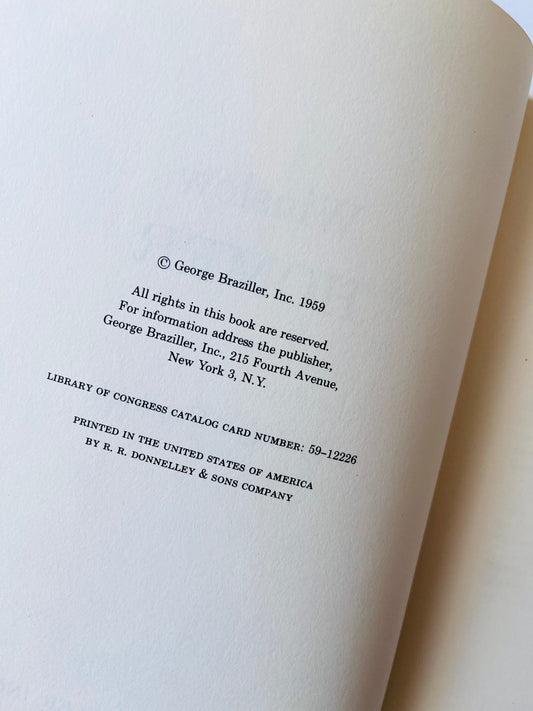 © George Braziller, Inc. 1959
All rights in this book are reserved.
For information address the publisher,
George Braziller, Inc., 215 Fourth Avenue,
New York 3, N.Y.
LIBRARY OF CONGRESS CATALOG CARD NUMBER: 59–12226
PRINTED IN THE UNITED STATES OF AMERICA
BY R. R. DONNELLEY & SONS COMPANY